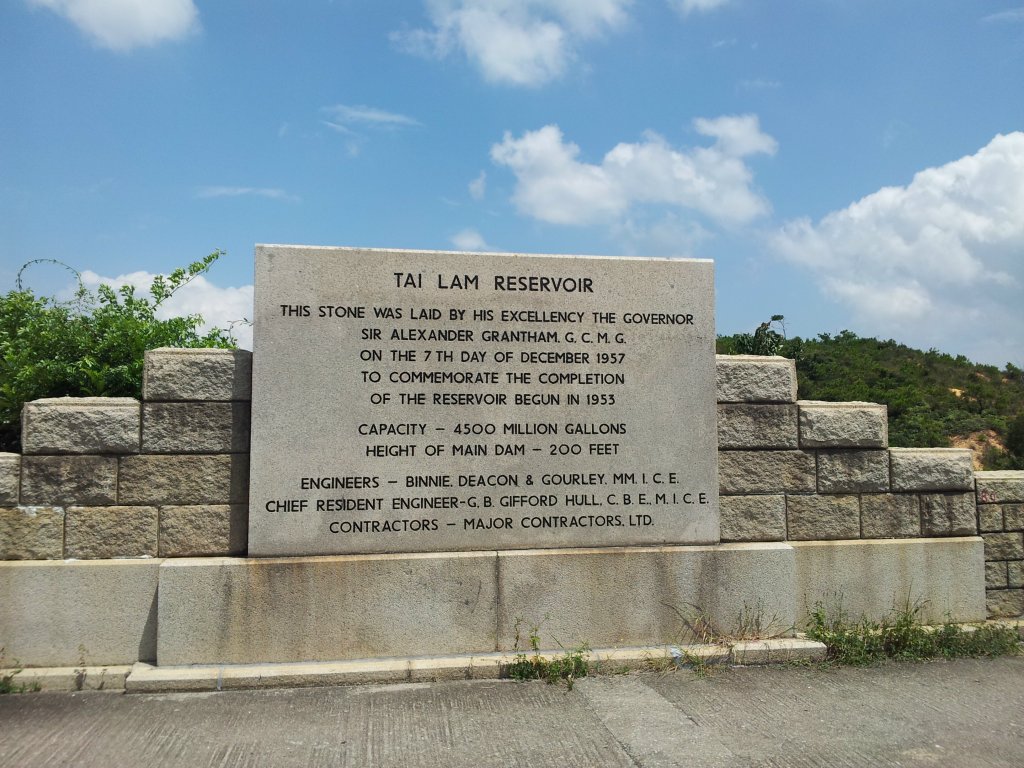 TAI LAM RESERVOIR
THIS STONE WAS LAID BY HIS EXCELLENCY THE GOVERNOR
SIR ALEXANDER GRANTHAM. G. C. M. G.
ON THE 7TH DAY OF DECEMBER 1957
TO COMMEMORATE THE COMPLETION
OF THE RESERVOIR BEGUN IN 1953
CAPACITY – 4500 MILLION GALLONS
HEIGHT OF MAIN DAM – 200 FEET
ENGINEERS – BINNIE, DEACON & GOURLEY. MM. I. C. E.
CHIEF RESIDENT ENGINEER-G. B. GIFFORD HULL, C. B. E., M. I. C. E.
CONTRACTORS – MAJOR CONTRACTORS. LTD.